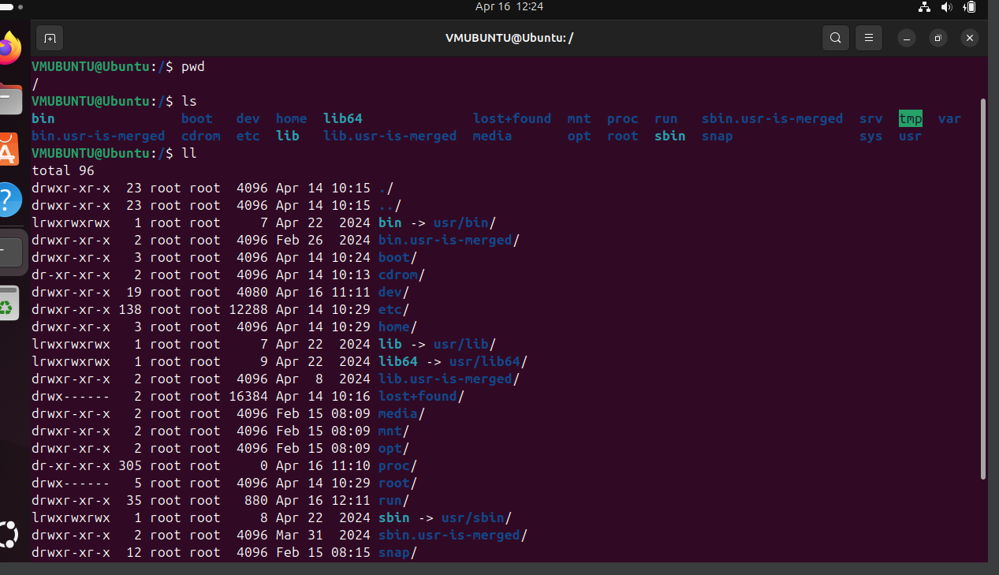 Apr 16 12:24
VMUBUNTU@Ubuntu: /
VMUBUNTU@Ubuntu:/$ pwd
/
VMUBUNTU@Ubuntu:/$ ls
bin                boot   dev  home  lib64               lost+found  mnt  proc  run   sbin.usr-is-merged  srv  tmp  var
bin.usr-is-merged  cdrom  etc  lib   lib.usr-is-merged  media       opt  root  sbin  snap                sys  usr
VMUBUNTU@Ubuntu:/$ ll
total 96
drwxr-xr-x  23 root root  4096 Apr 14 10:15 ./
drwxr-xr-x  23 root root  4096 Apr 14 10:15 ../
lrwxrwxrwx   1 root root     7 Apr 22  2024 bin -> usr/bin/
drwxr-xr-x   2 root root  4096 Feb 26  2024 bin.usr-is-merged/
drwxr-xr-x   3 root root  4096 Apr 14 10:24 boot/
dr-xr-xr-x   2 root root  4096 Apr 14 10:13 cdrom/
drwxr-xr-x  19 root root  4080 Apr 16 11:11 dev/
drwxr-xr-x 138 root root 12288 Apr 14 10:29 etc/
drwxr-xr-x   3 root root  4096 Apr 14 10:29 home/
lrwxrwxrwx   1 root root     7 Apr 22  2024 lib -> usr/lib/
lrwxrwxrwx   1 root root     9 Apr 22  2024 lib64 -> usr/lib64/
drwxr-xr-x   2 root root  4096 Apr  8  2024 lib.usr-is-merged/
drwx------   2 root root 16384 Apr 14 10:16 lost+found/
drwxr-xr-x   2 root root  4096 Feb 15 08:09 media/
drwxr-xr-x   2 root root  4096 Feb 15 08:09 mnt/
drwxr-xr-x   2 root root  4096 Feb 15 08:09 opt/
dr-xr-xr-x 305 root root     0 Apr 16 11:10 proc/
drwx------   5 root root  4096 Apr 14 10:29 root/
drwxr-xr-x  35 root root   880 Apr 16 12:11 run/
lrwxrwxrwx   1 root root     8 Apr 22  2024 sbin -> usr/sbin/
drwxr-xr-x   2 root root  4096 Mar 31  2024 sbin.usr-is-merged/
drwxr-xr-x  12 root root  4096 Feb 15 08:15 snap/